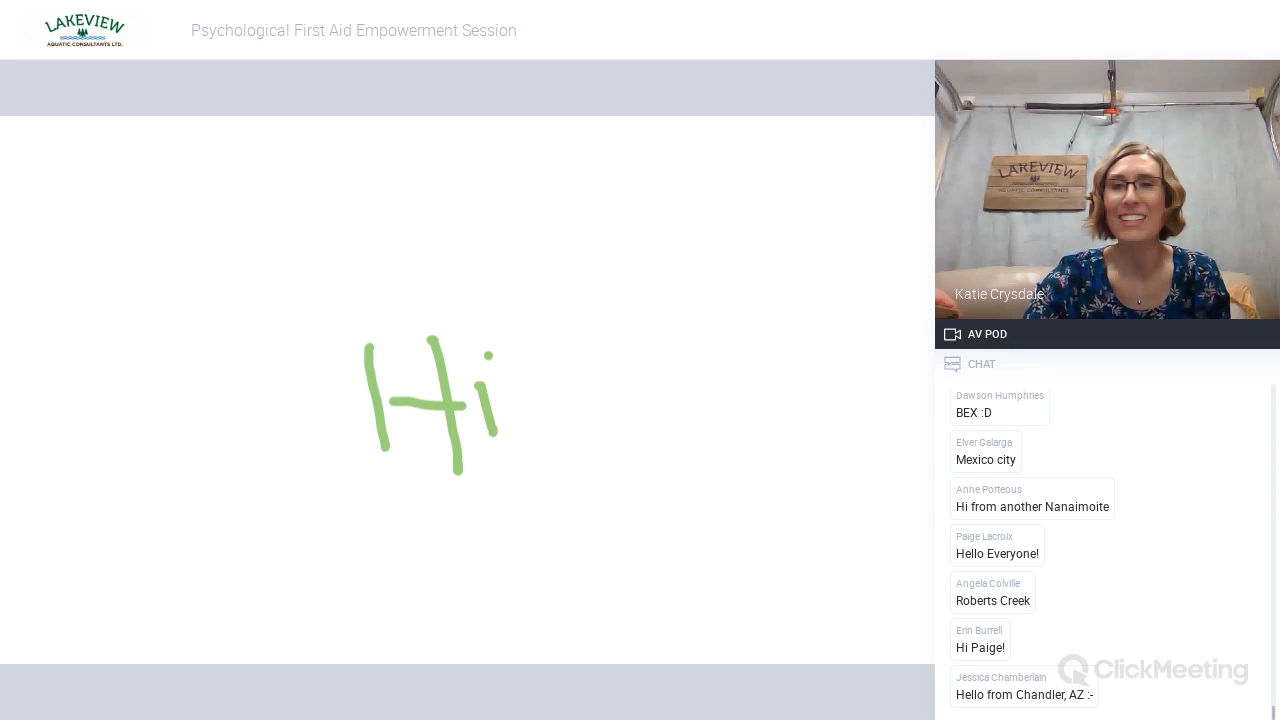 LAKEVIEW
AQUATIC CONSULTANTS LTD.
Psychological First Aid Empowerment Session
Hi
LAKEVIEW
AQUATIC CONSULTANTS
Katie Crysdale
AV POD
CHAT
Dawson Humphries
BEX :D
Elver Galarga
Mexico city
Anne Porteous
Hi from another Nanaimoite
Paige Lacroix
Hello Everyone!
Angela Colville
Roberts Creek
Erin Burrell
Hi Paige!
Jessica Chamberlain
Hello from Chandler, AZ :-
ClickMeeting